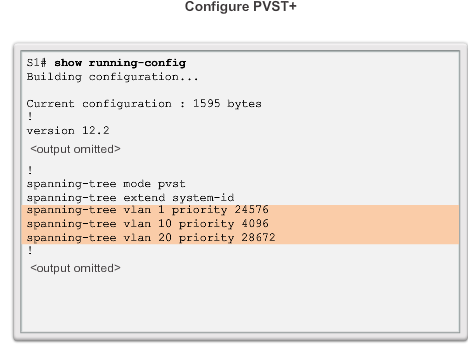 Configure PVST+
S1# show running-config
Building configuration...
Current configuration : 1595 bytes
!
version 12.2
<output omitted>
!
spanning-tree mode pvst
spanning-tree extend system-id
spanning-tree vlan 1 priority 24576
spanning-tree vlan 10 priority 4096
spanning-tree vlan 20 priority 28672
!
<output omitted>